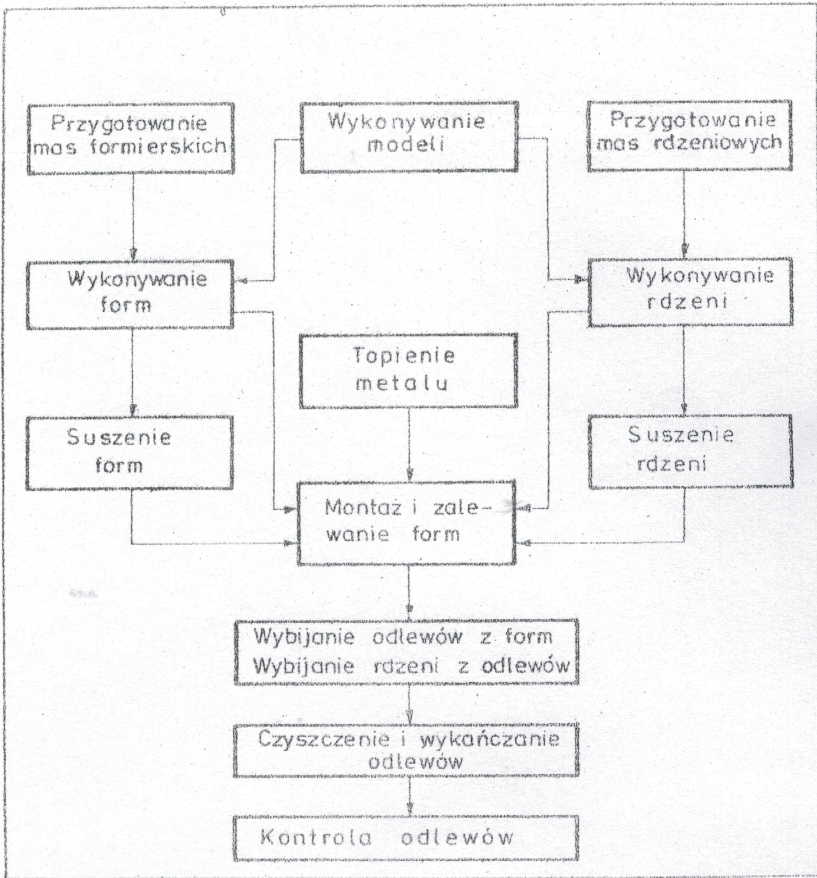 Przygotowanie
mas formierskich
Wykonywanie
modeli
Przygotowanie
mas rdzeniowych
Wykonywanie
form
Wykonywanie
rdzeni
Topienie
metalu
Suszenie
form
Suszenie
rdzeni
Montaż i zale-
wanie form
Wybijanie odlewów z form
Wybijanie rdzeni z odlewów
Czyszczenie i wykańczanie
odlewów
Kontrola odlewów